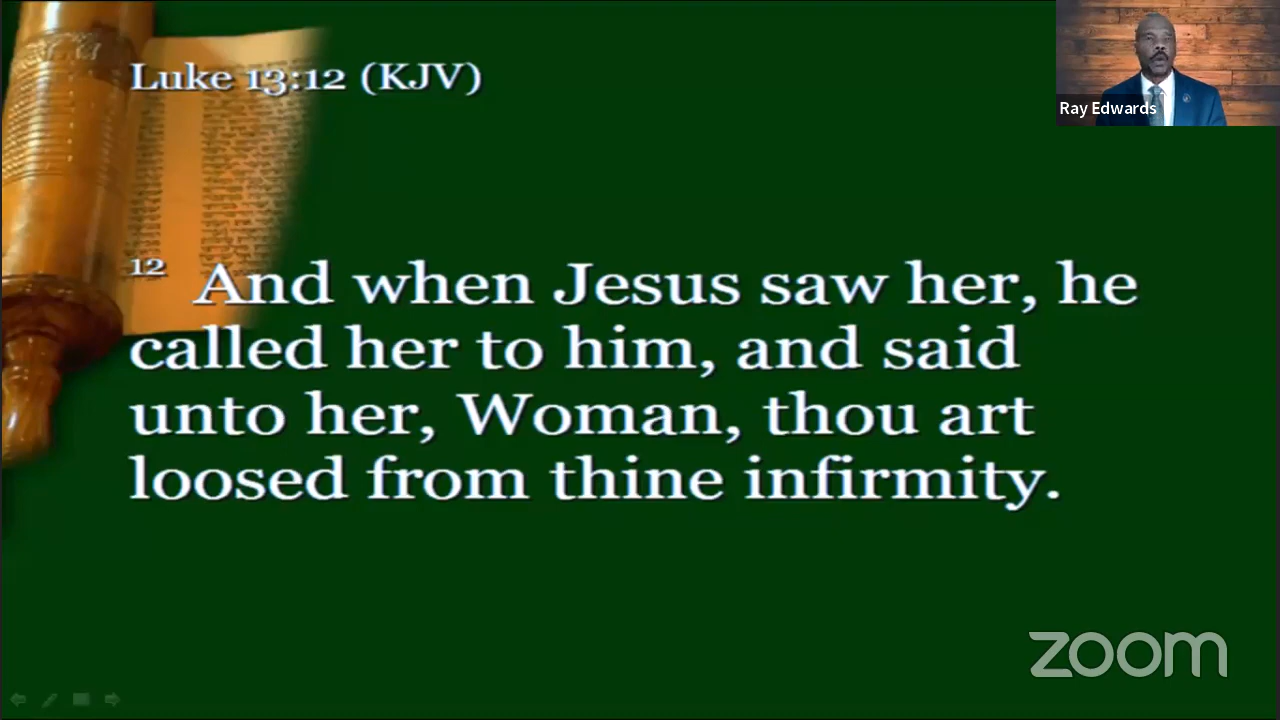 Luke 13:12 (KJV)
Ray Edwards
12 And when Jesus saw her, he
called her to him, and said
unto her, Woman, thou art
loosed from thine infirmity.
zoom